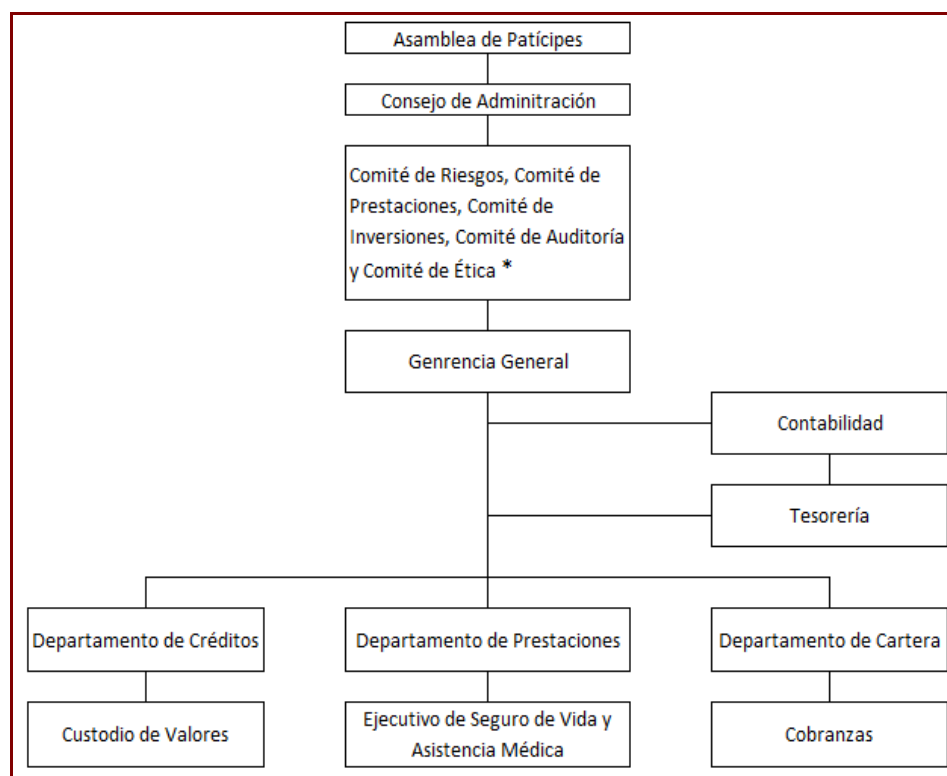 Asamblea de Patícipes
Consejo de Adminitración
Comité de Riesgos, Comité de
Prestaciones, Comité de
Inversiones, Comité de Auditoría
y Comité de Ética *
Genrencia General
Contabilidad
Tesorería
Departamento de Créditos
Departamento de Prestaciones
Departamento de Cartera
Custodio de Valores
Ejecutivo de Seguro de Vida y
Asistencia Médica
Cobranzas